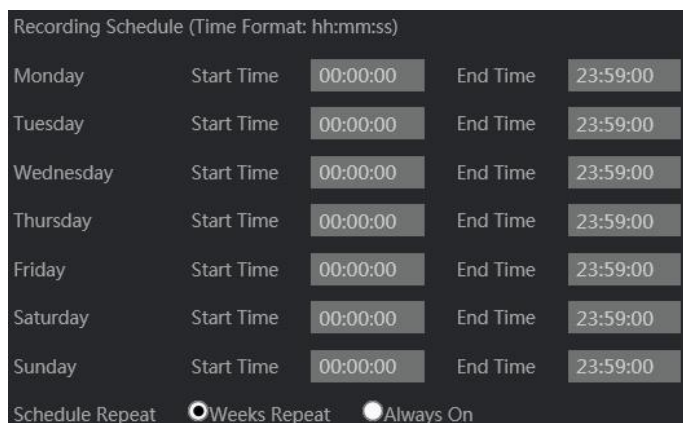 Recording Schedule (Time Format: hh:mm:ss)
Monday Start Time 00:00:00 End Time 23:59:00
Tuesday Start Time 00:00:00 End Time 23:59:00
Wednesday Start Time 00:00:00 End Time 23:59:00
Thursday Start Time 00:00:00 End Time 23:59:00
Friday Start Time 00:00:00 End Time 23:59:00
Saturday Start Time 00:00:00 End Time 23:59:00
Sunday Start Time 00:00:00 End Time 23:59:00
Schedule Repeat Weeks Repeat Always On